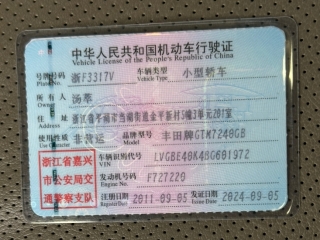 中华人民共和国机动车行驶证
Vehicle License of the People's Republic of China
号牌号码 浙F3317V 车辆类型 小型轿车
Plate No. Vehicle Type
所有人 汤苹
Owner
住址
Address
使用性质 非营运 品牌型号 丰田牌GTM7240GB
Use Character Model
浙江省嘉兴 车辆识别代号 LVGBE40K48G601972
VIN
市公安局交 发动机号码 F727220
Engine No.
通警察支队 注册日期 2011-09-05 发证日期 2024-09-05
Register Date Issue Date